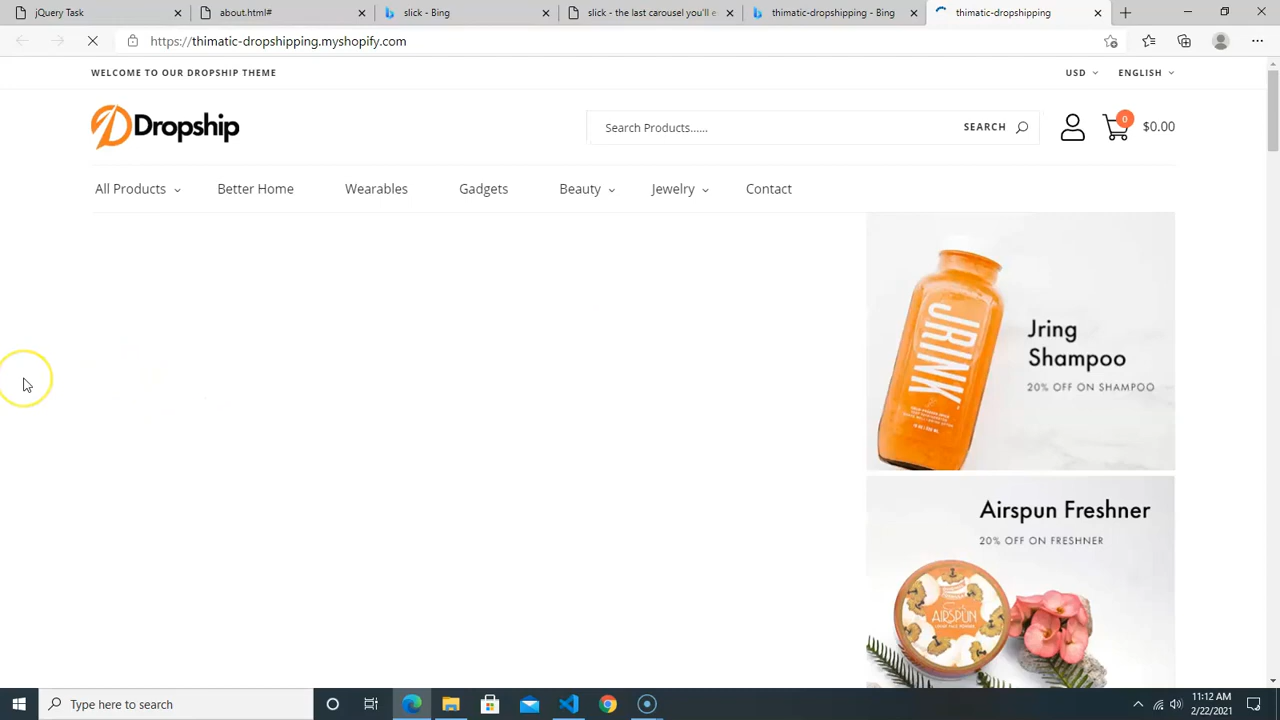 jQuery Task
about.html#
slick - Bing
slick - the last carousel you'll e
thimatic-dropshipping - Bing
thimatic-dropshipping
https://thimatic-dropshipping.myshopify.com
WELCOME TO OUR DROPSHIP THEME
USD
ENGLISH
Dropship
Search Products......
SEARCH
0
$0.00
All Products
Better Home
Wearables
Gadgets
Beauty
Jewelry
Contact
JRINK
Jring
Shampoo
20% OFF ON SHAMPOO
Airspun Freshner
20% OFF ON FRESHNER
AIRSPUN
Type here to search
11:12 AM
2/22/2021